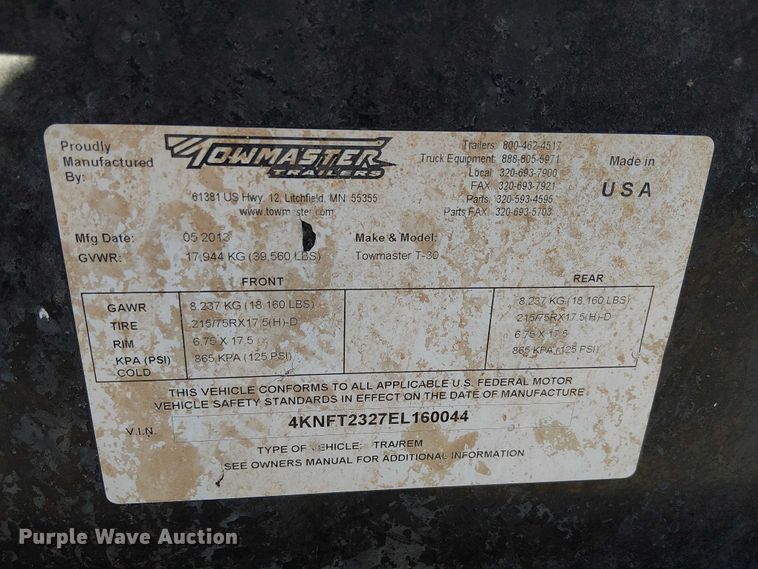 Proudly
Manufactured
By:
TOWMASTER
TRAILERS
61381 US Hwy. 12, Litchfield, MN 55355
www.towmaster.com
Trailers: 800-462-4517
Truck Equipment: 888-805-5971
Local: 320-693-7900
FAX: 320-693-7921
Parts: 320-593-4595
Parts FAX: 320-693-5703
Made in
USA
Mfg Date: 05 2013
GVWR: 17,944 KG (39,560 LBS)
Make & Model:
Towmaster T-30
FRONT REAR
GAWR 8,237 KG (18,160 LBS) 8,237 KG (18,160 LBS)
TIRE 215/75RX17.5(H)-D 215/75RX17.5(H)-D
RIM 6.75 X 17.5 6.75 X 17.5
KPA (PSI) 865 KPA (125 PSI) 865 KPA (125 PSI)
COLD
THIS VEHICLE CONFORMS TO ALL APPLICABLE U.S. FEDERAL MOTOR
VEHICLE SAFETY STANDARDS IN EFFECT ON THE DATE OF MANUFACTURE
V.I.N. 4KNFT2327EL160044
TYPE OF VEHICLE: TRA/REM
SEE OWNERS MANUAL FOR ADDITIONAL INFORMATION
Purple Wave Auction